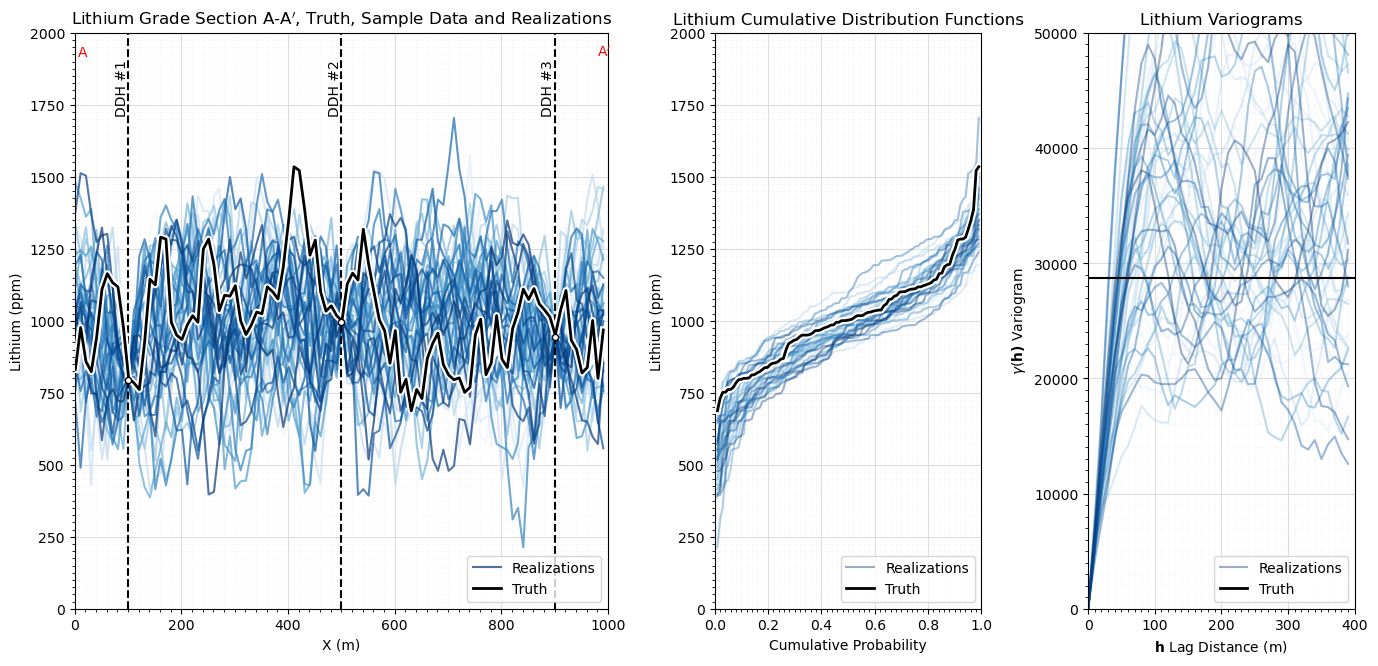 Lithium Grade Section A-A′, Truth, Sample Data and Realizations
Lithium (ppm)
2000
1750
1500
1250
1000
750
500
250
0
A
DDH #1
DDH #2
DDH #3
A
Realizations
Truth
0
200
400
600
800
1000
X (m)
Lithium Cumulative Distribution Functions
Lithium (ppm)
2000
1750
1500
1250
1000
750
500
250
0
Realizations
Truth
0.0
0.2
0.4
0.6
0.8
1.0
Cumulative Probability
Lithium Variograms
γ(h) Variogram
50000
40000
30000
20000
10000
0
Realizations
Truth
0
100
200
300
400
h Lag Distance (m)